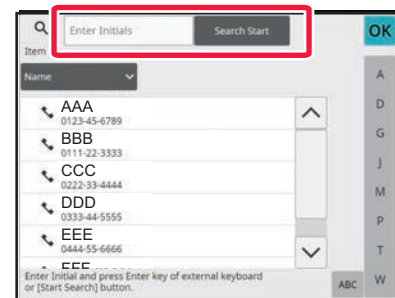 Enter Initials Search Start OK
Item
Name
AAA
0123-45-6789
BBB
0111-22-3333
CCC
0222-33-4444
DDD
0333-44-5555
EEE
0444-55-6666
Enter Initial and press Enter key of external keyboard
or [Start Search] button.
A
D
G
J
M
P
T
ABC W